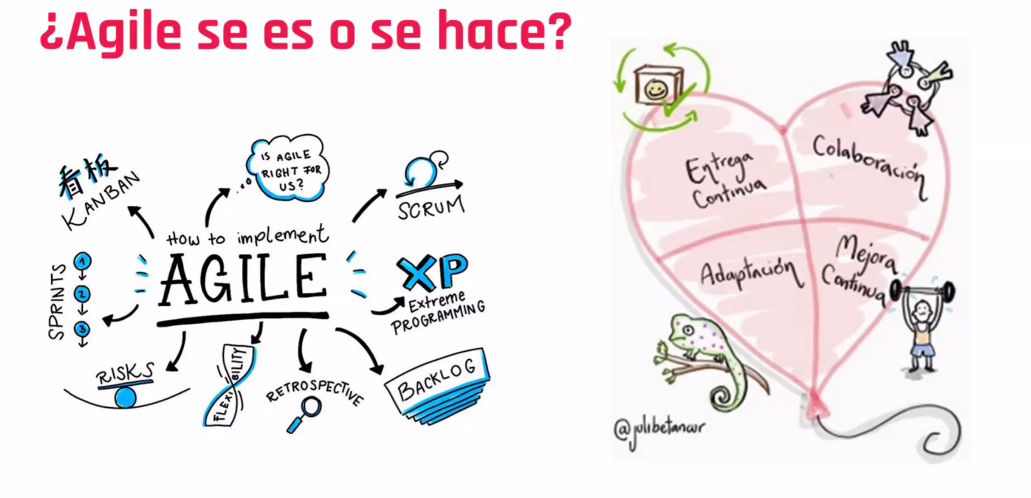 ¿Agile se es o se hace?
看板
KANBAN
IS AGILE
RIGHT FOR
US?
SCRUM
How to implement
AGILE
SPRINTS
1
2
3
XP
Extreme
PROGRAMMING
RISKS
FLEXIBILITY
RETROSPECTIVE
BACKLOG
Entrega
Continua
Colaboración
Adaptación
Mejora
Continua
@julibetancur